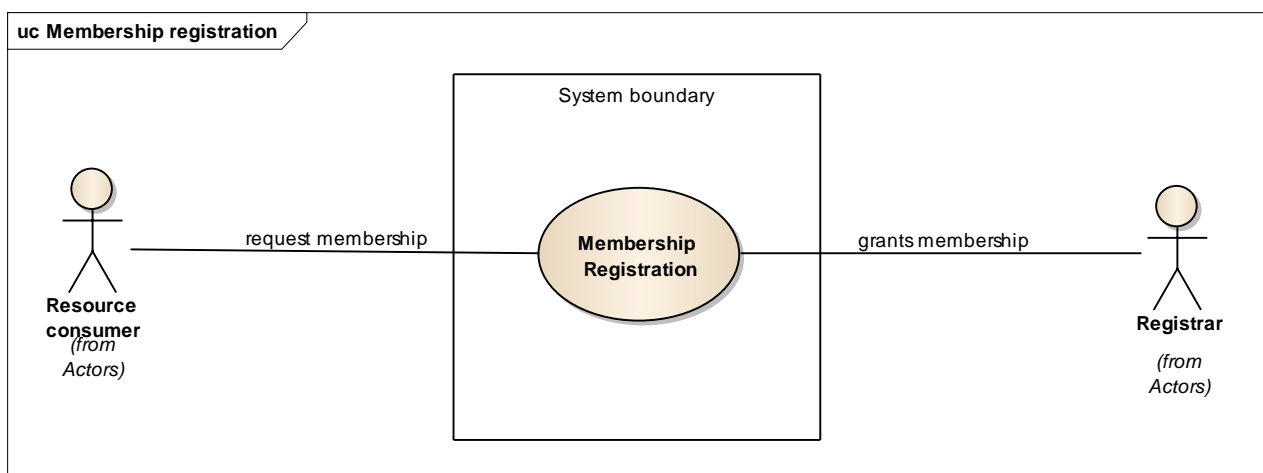 uc Membership registration
System boundary
request membership
Membership
Registration
grants membership
Resource
consumer
(from
Actors)
Registrar
(from
Actors)